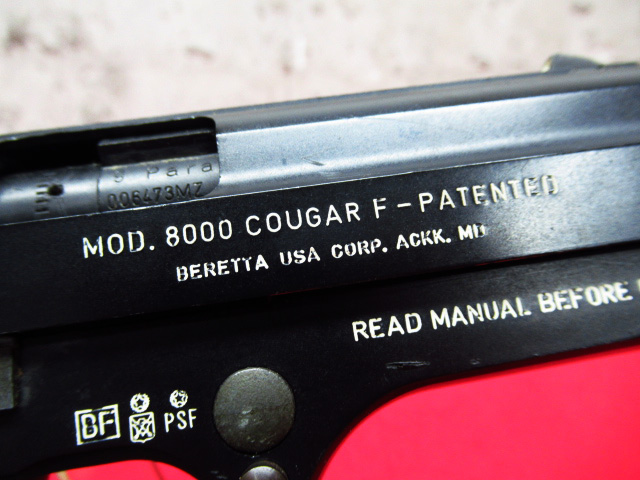 9 Para
006473MZ
MOD. 8000 COUGAR F - PATENTED
BERETTA USA CORP. ACKK. MD
READ MANUAL BEFORE
BF PSF